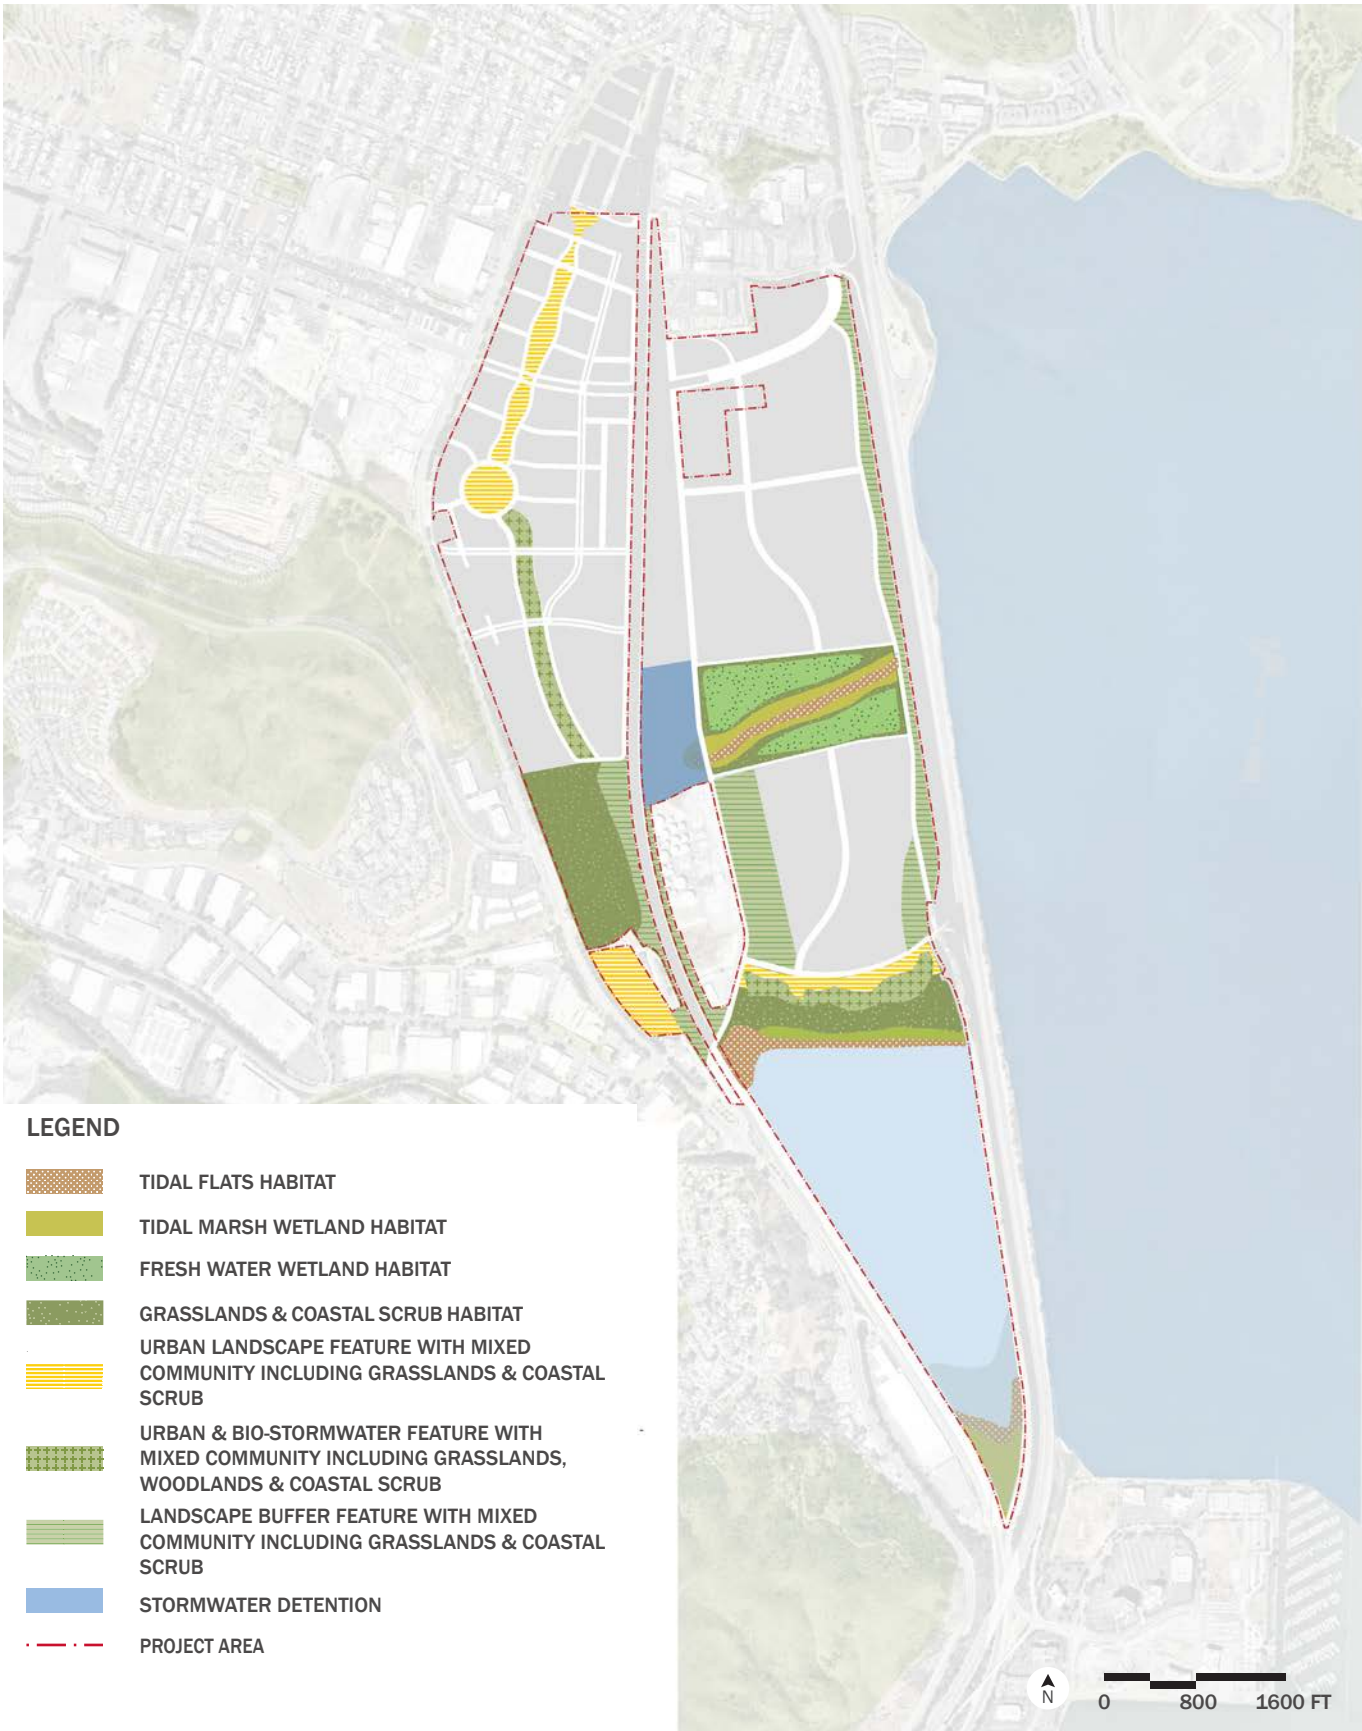 LEGEND
TIDAL FLATS HABITAT
TIDAL MARSH WETLAND HABITAT
FRESH WATER WETLAND HABITAT
GRASSLANDS & COASTAL SCRUB HABITAT
URBAN LANDSCAPE FEATURE WITH MIXED
COMMUNITY INCLUDING GRASSLANDS & COASTAL
SCRUB
URBAN & BIO-STORMWATER FEATURE WITH
MIXED COMMUNITY INCLUDING GRASSLANDS,
WOODLANDS & COASTAL SCRUB
LANDSCAPE BUFFER FEATURE WITH MIXED
COMMUNITY INCLUDING GRASSLANDS & COASTAL
SCRUB
STORMWATER DETENTION
PROJECT AREA
N
0 800 1600 FT